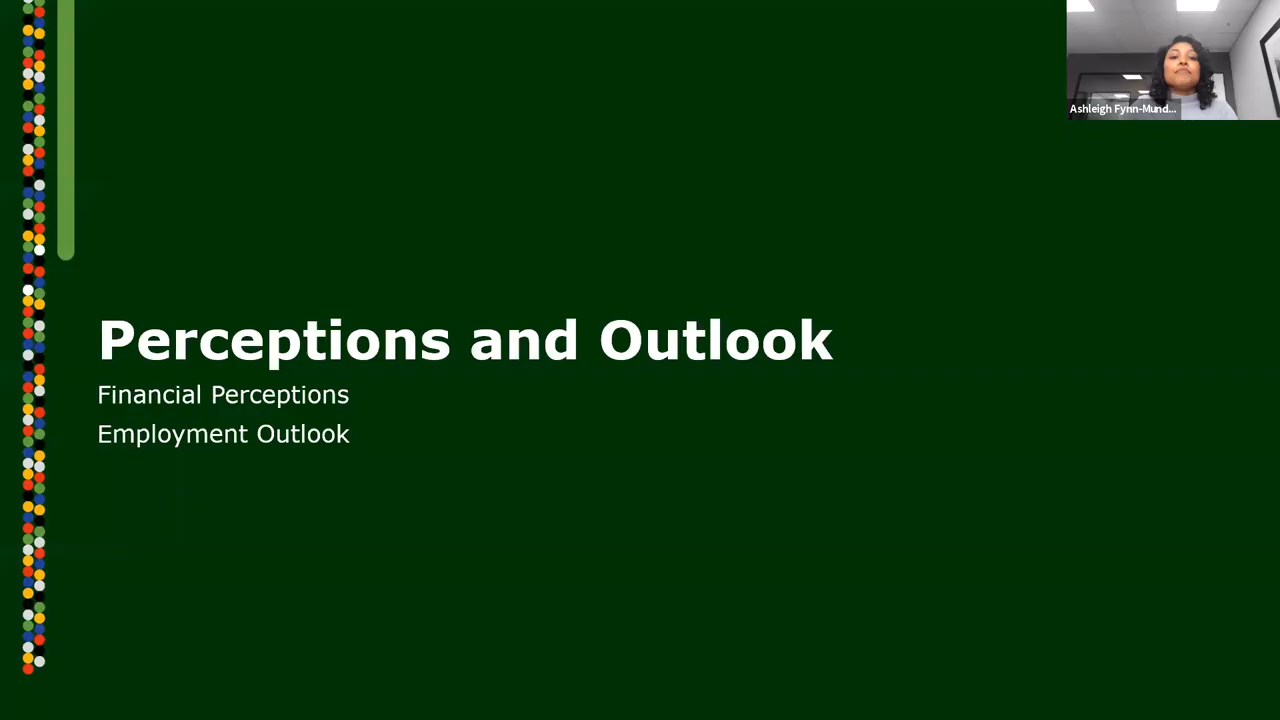 Ashleigh Fynn-Mund...
Perceptions and Outlook
Financial Perceptions
Employment Outlook